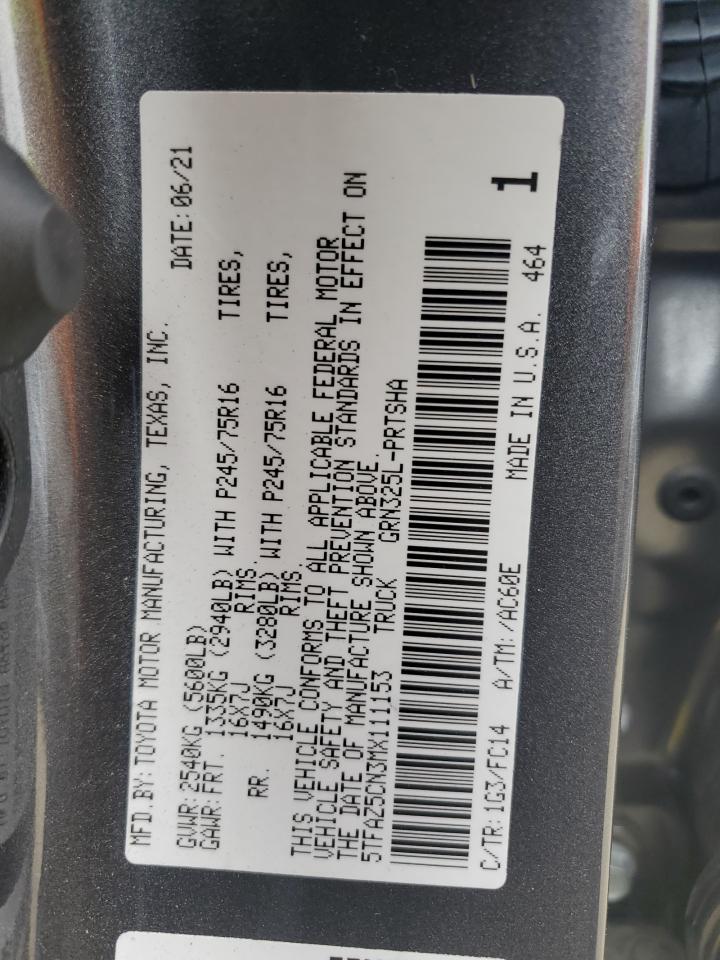 MFD.BY:TOYOTA MOTOR MANUFACTURING, TEXAS, INC.
DATE:06/21
GVWR:2540KG (5600LB)
GAWR:FRT. 1335KG (2940LB) WITH P245/75R16 TIRES,
16X7J RIMS.
RR. 1490KG (3280LB) WITH P245/75R16 TIRES,
16X7J RIMS.
THIS VEHICLE CONFORMS TO ALL APPLICABLE FEDERAL MOTOR
VEHICLE SAFETY AND THEFT PREVENTION STANDARDS IN EFFECT ON
THE DATE OF MANUFACTURE SHOWN ABOVE.
5TFAZ5CN3MX111153 TRUCK GRN325L-PRTSHA
1
C/TR:1G3/FC14 A/TM:/AC60E MADE IN U.S.A. 464